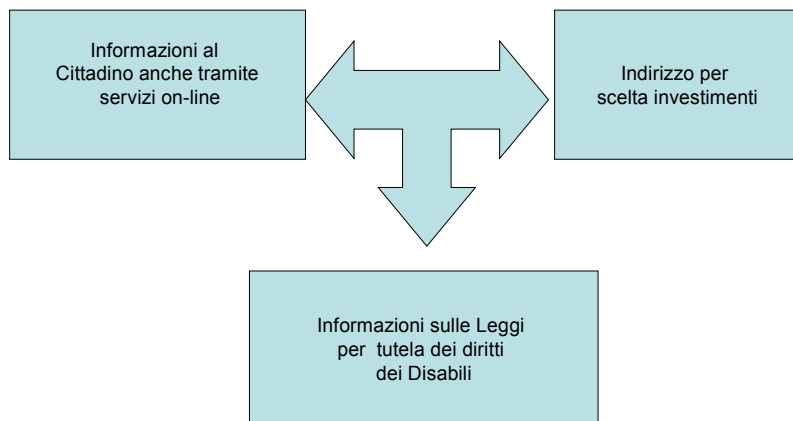 Informazioni al
Cittadino anche tramite
servizi on-line
Indirizzo per
scelta investimenti
Informazioni sulle Leggi
per tutela dei diritti
dei Disabili